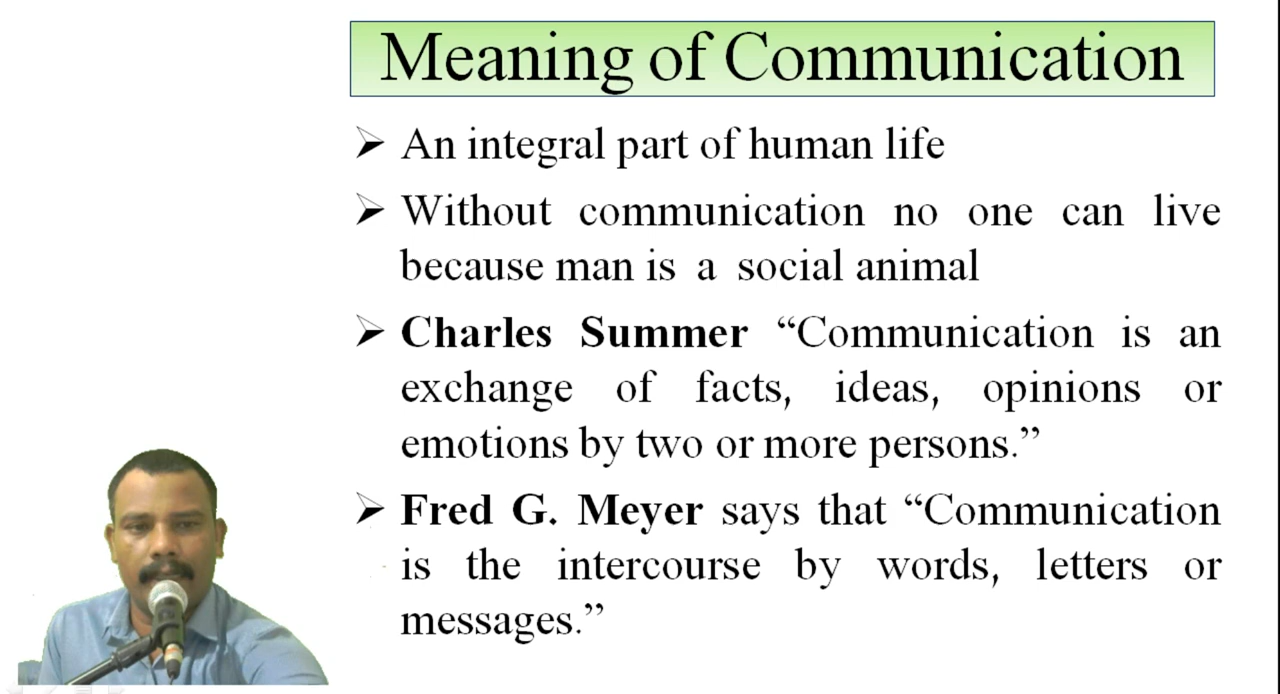 Meaning of Communication
➢ An integral part of human life
➢ Without communication no one can live
because man is a social animal
➢ Charles Summer “Communication is an
exchange of facts, ideas, opinions or
emotions by two or more persons.”
➢ Fred G. Meyer says that “Communication
is the intercourse by words, letters or
messages.”